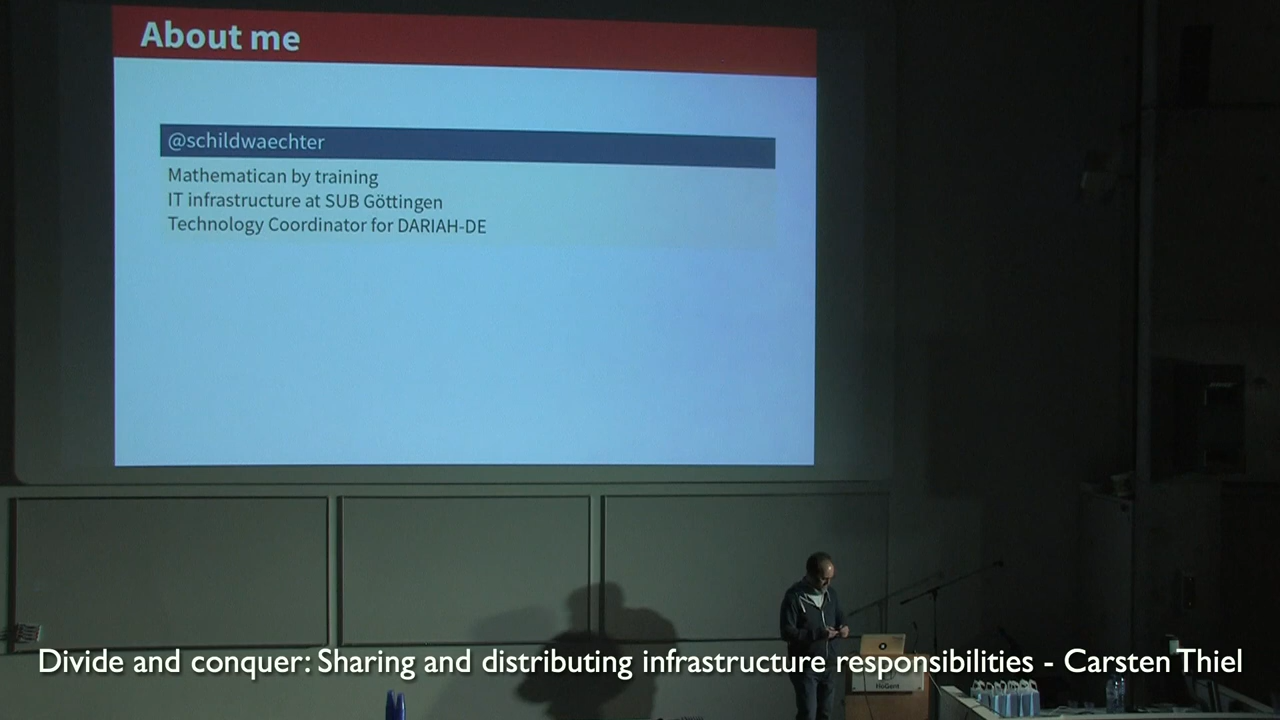 About me
@schildwaechter
Mathematican by training
IT infrastructure at SUB Göttingen
Technology Coordinator for DARIAH-DE
HoGent
Divide and conquer: Sharing and distributing infrastructure responsibilities - Carsten Thiel